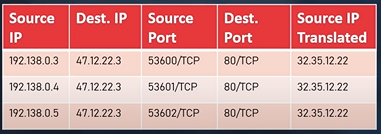 Source IP Dest. IP Source Port Dest. Port Source IP Translated
192.138.0.3 47.12.22.3 53600/TCP 80/TCP 32.35.12.22
192.138.0.4 47.12.22.3 53601/TCP 80/TCP 32.35.12.22
192.138.0.5 47.12.22.3 53602/TCP 80/TCP 32.35.12.22